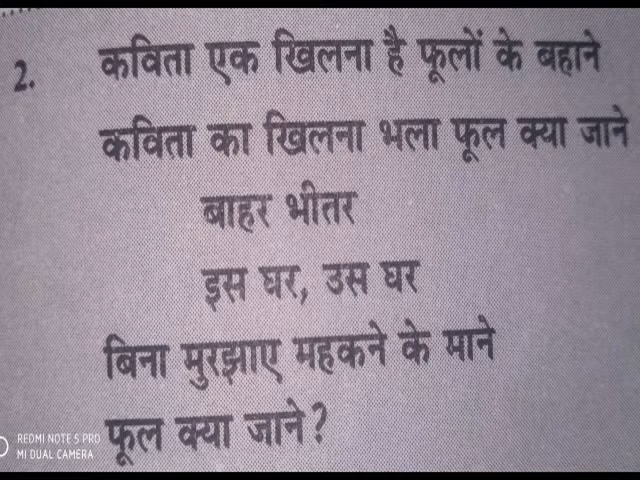 2. कविता एक खिलना है फूलों के बहाने
कविता का खिलना भला फूल क्या जाने
बाहर भीतर
इस घर, उस घर
बिना मुरझाए महकने के माने
फूल क्या जाने?
REDMI NOTE 5 PRO
MI DUAL CAMERA